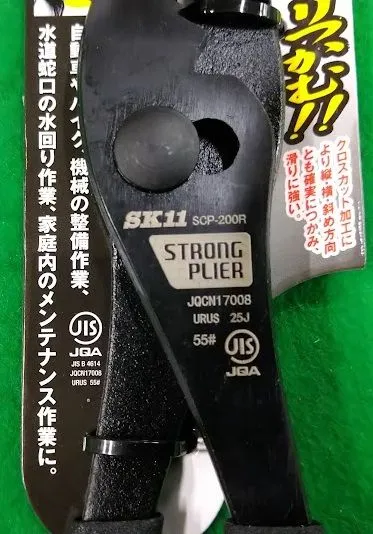 つかむ!!
クロスカット加工に
より縦・横・斜め方向
とも確実につかみ、
滑りに強い。
自動車やバイク、機械の整備作業、
水道蛇口の水回り作業、家庭内のメンテナンス作業に。
JIS
JQA
JIS B 4614
JQCN17008
URUS 55#
SK11 SCP-200R
STRONG
PLIER
JQCN17008
URUS 25J
55#
JIS
JQA